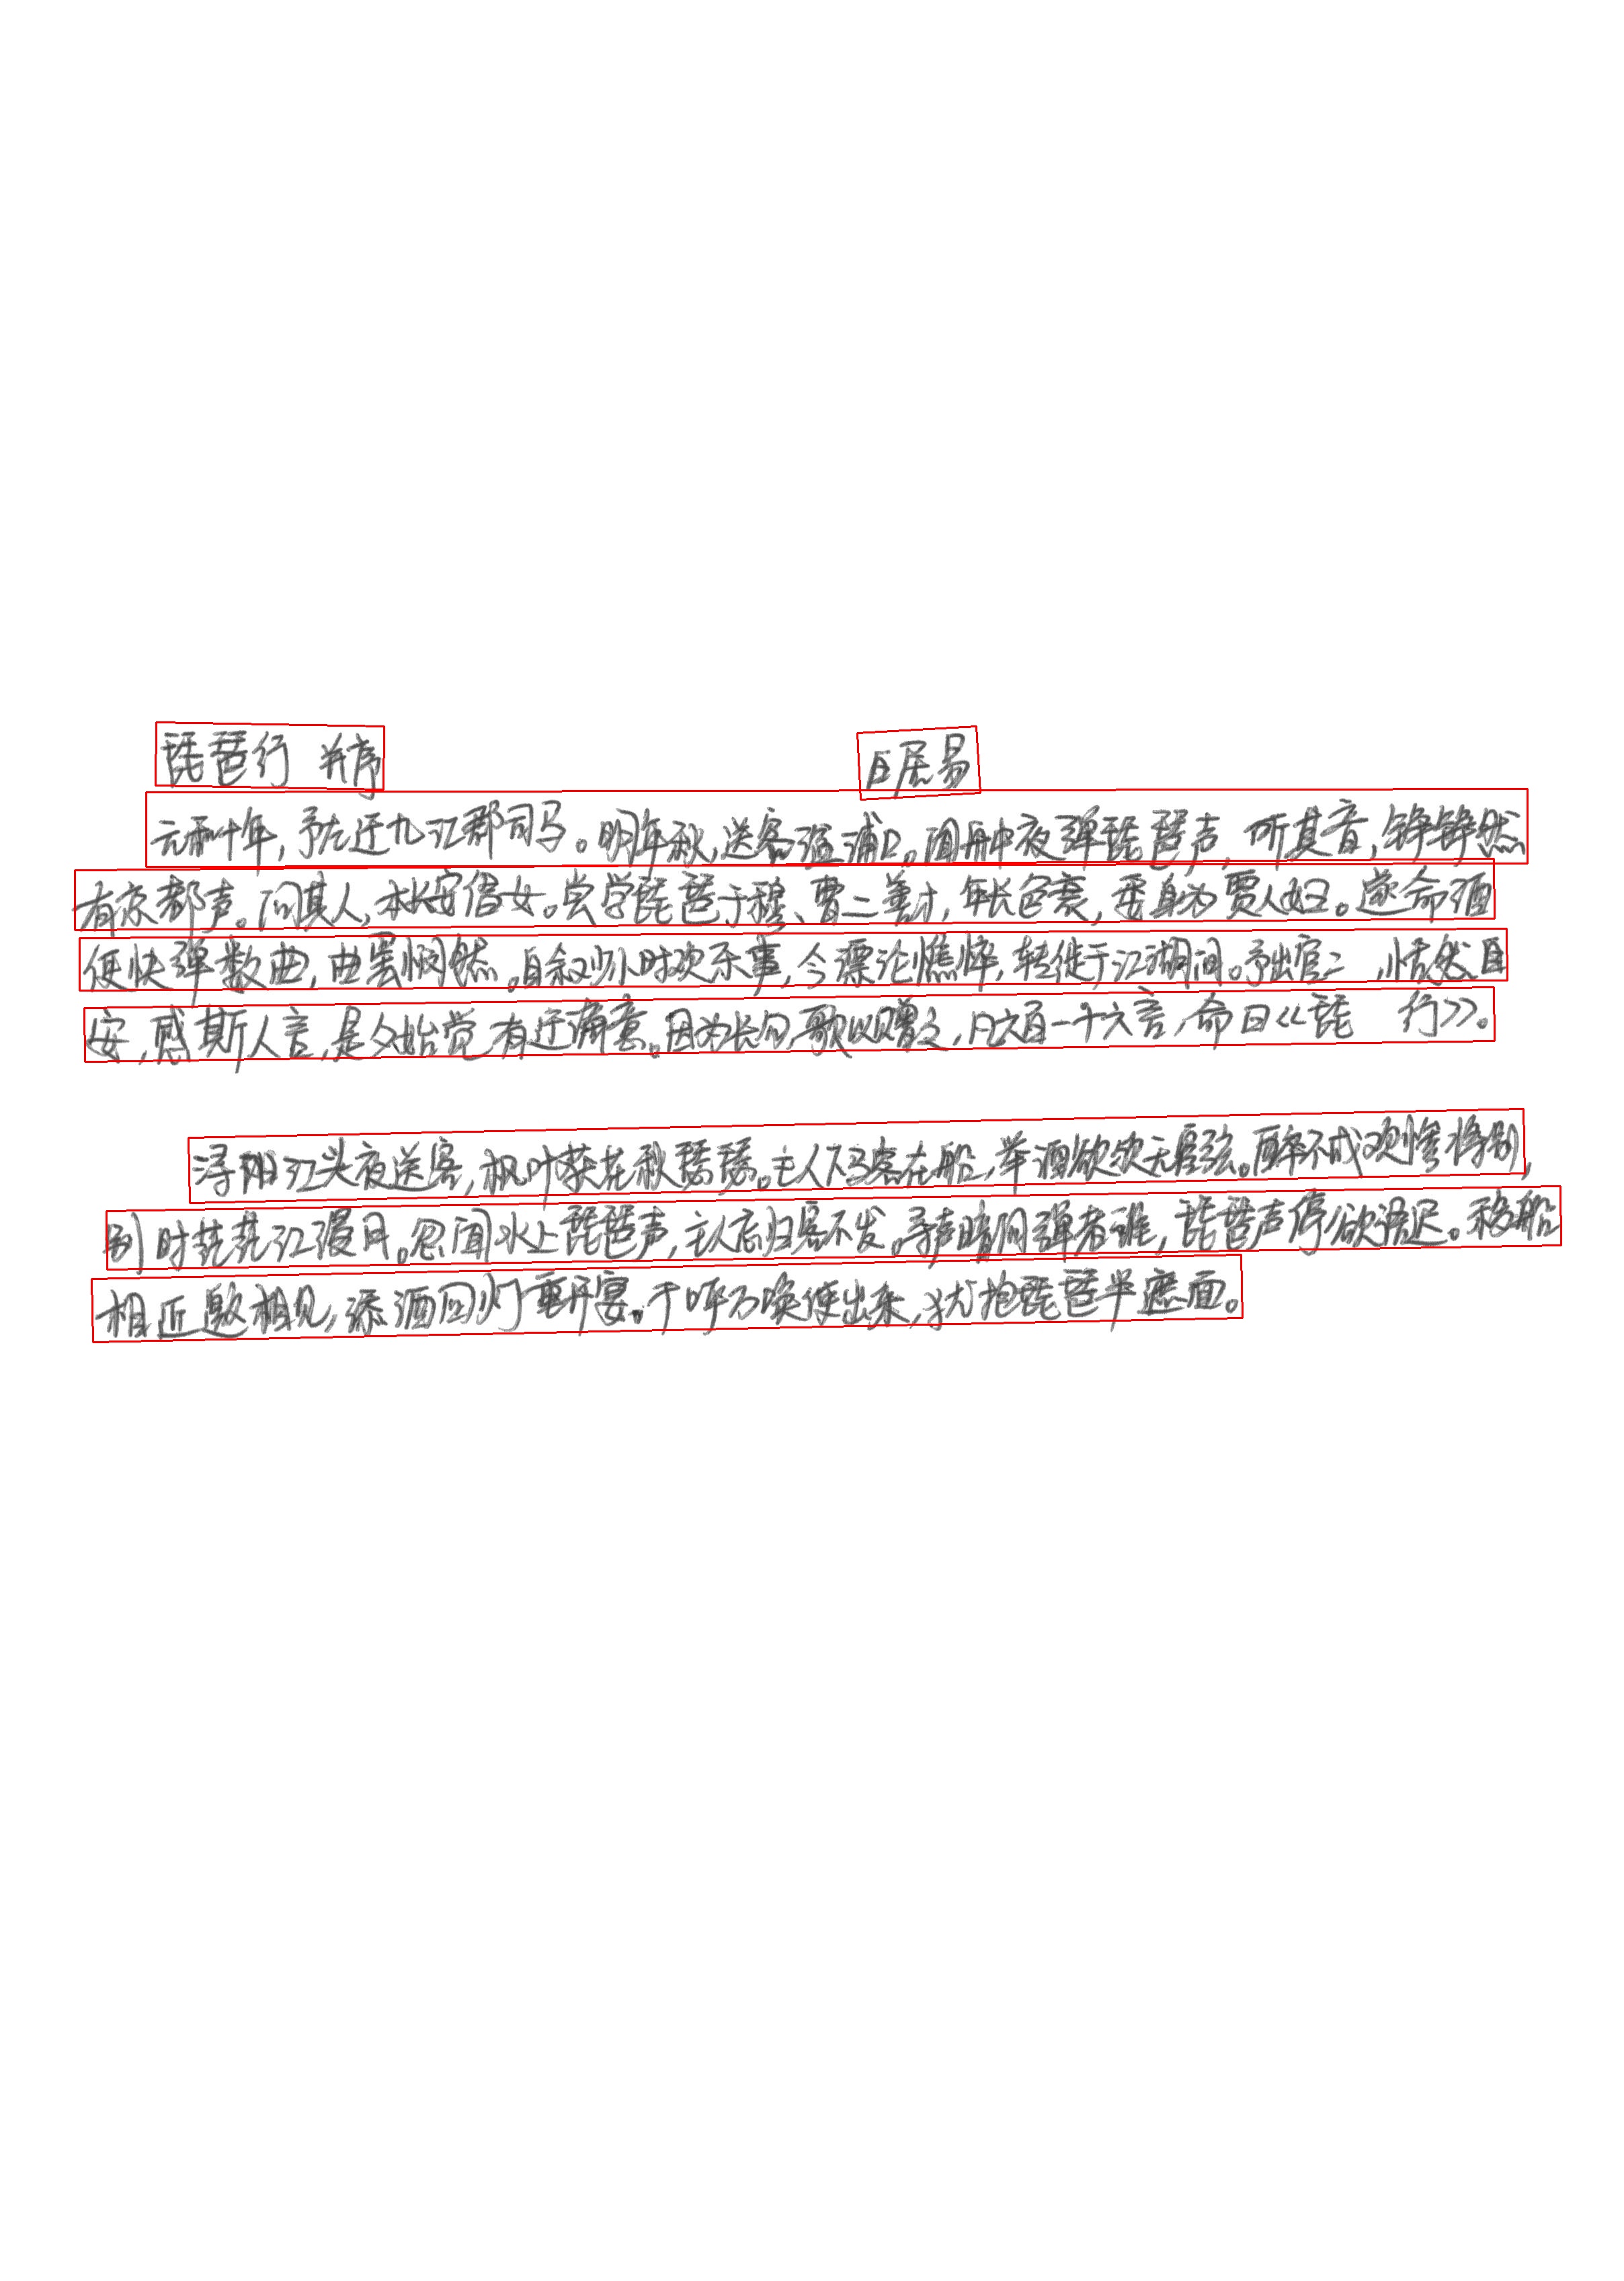 琵琶行 并序
白居易
元和十年，予左迁九江郡司马。明年秋，送客湓浦口。闻舟中夜弹琵琶声，听其音，铮铮然
有京都声。问其人，本长安倡女。尝学琵琶于穆、曹二善才，年长色衰，委身为贾人妇。遂命酒
使快弹数曲，曲罢悯然。自叙少小时欢乐事，今漂沦憔悴，转徙于江湖间。予出官二 ，恬然自
安，感斯人言，是夕始觉有迁谪意。因为长句，歌以赠之，凡六百一十六言，命曰《琵 行》。
浔阳江头夜送客，枫叶荻花秋瑟瑟。主人下马客在船，举酒欲饮无管弦。醉不成欢惨将别，
别时茫茫江浸月。忽闻水上琵琶声，主人忘归客不发。寻声暗问弹者谁，琵琶声停欲语迟。移船
相近邀相见，添酒回灯重开宴。千呼万唤使出来，犹抱琵琶半遮面。